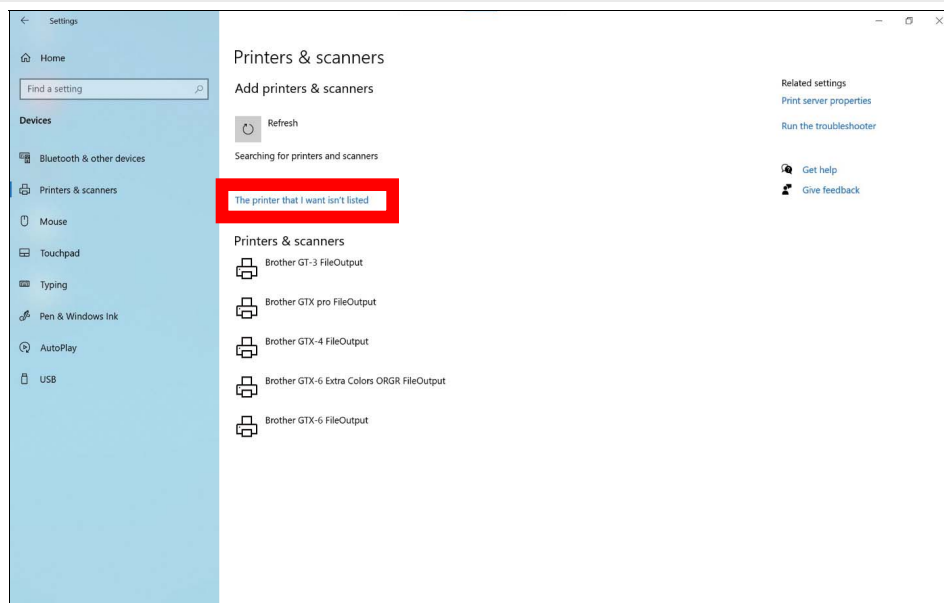 Settings
Home
Find a setting
Devices
Bluetooth & other devices
Printers & scanners
Mouse
Touchpad
Typing
Pen & Windows Ink
AutoPlay
USB
Printers & scanners
Add printers & scanners
Refresh
Searching for printers and scanners
The printer that I want isn't listed
Printers & scanners
Brother GT-3 FileOutput
Brother GTX pro FileOutput
Brother GTX-4 FileOutput
Brother GTX-6 Extra Colors ORGR FileOutput
Brother GTX-6 FileOutput
Related settings
Print server properties
Run the troubleshooter
Get help
Give feedback